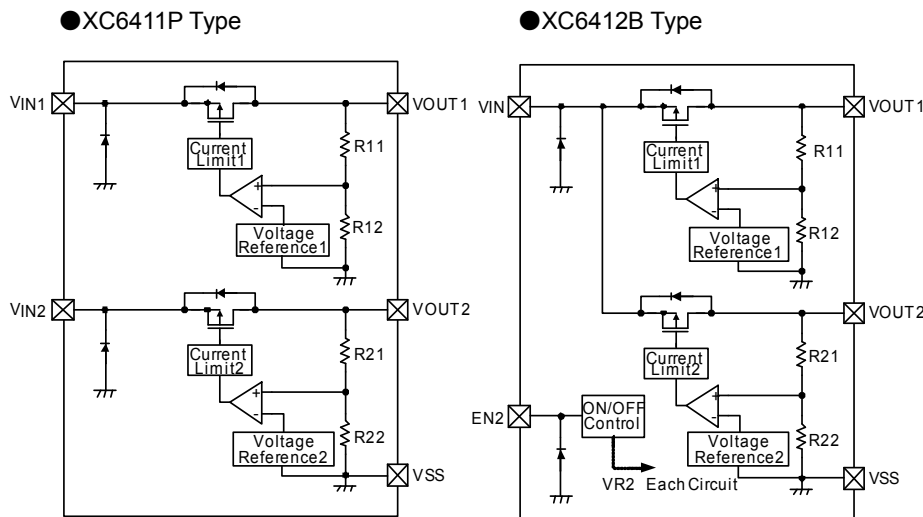 ●XC6411P Type
VIN1
VOUT1
Current
Limit1
R11
+
-
R12
Voltage
Reference1
VIN2
VOUT2
Current
Limit2
R21
+
-
R22
Voltage
Reference2
VSS
●XC6412B Type
VIN
VOUT1
Current
Limit1
R11
+
-
R12
Voltage
Reference1
VOUT2
Current
Limit2
R21
+
-
EN2
ON/OFF
Control
R22
Voltage
Reference2
VR2 Each Circuit
VSS